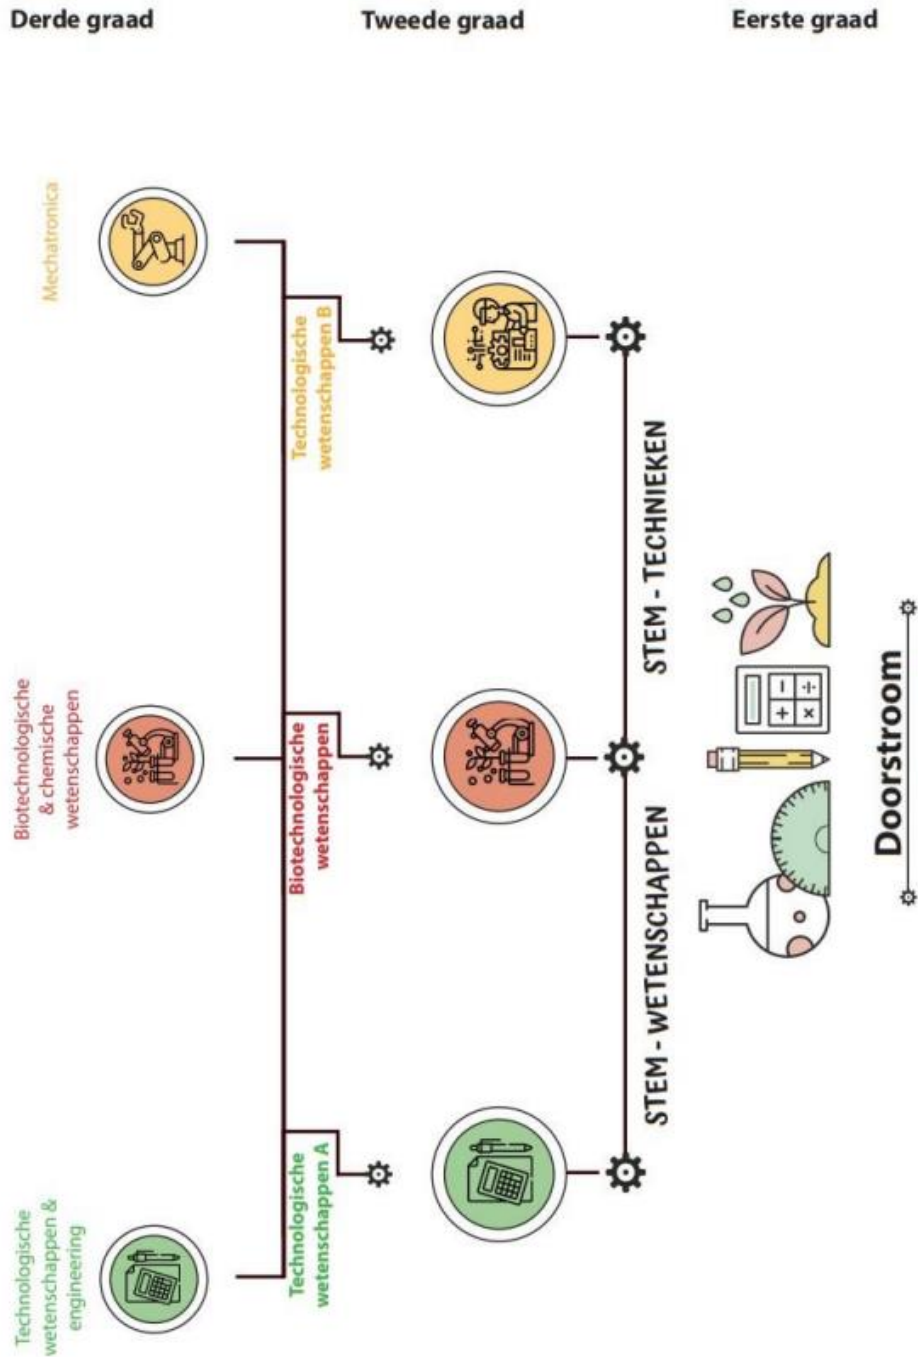 Derde graad
Tweede graad
Eerste graad
Technologische
wetenschappen &
engineering
Biotechnologische
& chemische
wetenschappen
Mechatronica
Technologische
wetenschappen A
Biotechnologische
wetenschappen
Technologische
wetenschappen B
STEM - WETENSCHAPPEN
STEM - TECHNIEKEN
+ -
× ÷
Doorstroom